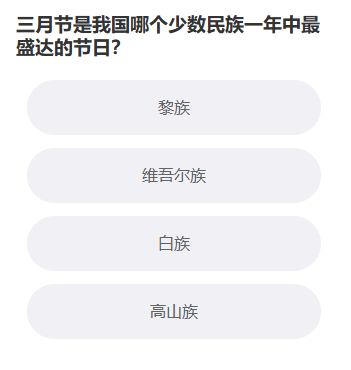 三月节是我国哪个少数民族一年中最
盛达的节日？
黎族
维吾尔族
白族
高山族